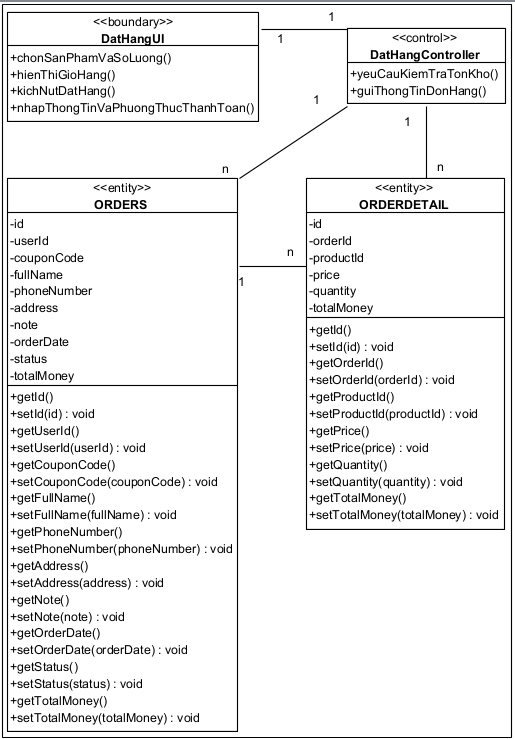 <<boundary>>
DatHangUI
+chonSanPhamVaSoLuong()
+hienThiGioHang()
+kichNutDatHang()
+nhapThongTinVaPhuongThucThanhToan()
1
1
<<control>>
DatHangController
+yeuCauKiemTraTonKho()
+guiThongTinDonHang()
1
n
1
n
<<entity>>
ORDERS
-id
-userId
-couponCode
-fullName
-phoneNumber
-address
-note
-orderDate
-status
-totalMoney
+getId()
+setId(id) : void
+getUserId()
+setUserId(userId) : void
+getCouponCode()
+setCouponCode(couponCode) : void
+getFullName()
+setFullName(fullName) : void
+getPhoneNumber()
+setPhoneNumber(phoneNumber) : void
+getAddress()
+setAddress(address) : void
+getNote()
+setNote(note) : void
+getOrderDate()
+setOrderDate(orderDate) : void
+getStatus()
+setStatus(status) : void
+getTotalMoney()
+setTotalMoney(totalMoney) : void
1
n
<<entity>>
ORDERDETAIL
-id
-orderId
-productId
-price
-quantity
-totalMoney
+getId()
+setId(id) : void
+getOrderId()
+setOrderId(orderId) : void
+getProductId()
+setProductId(productId) : void
+getPrice()
+setPrice(price) : void
+getQuantity()
+setQuantity(quantity) : void
+getTotalMoney()
+setTotalMoney(totalMoney) : void